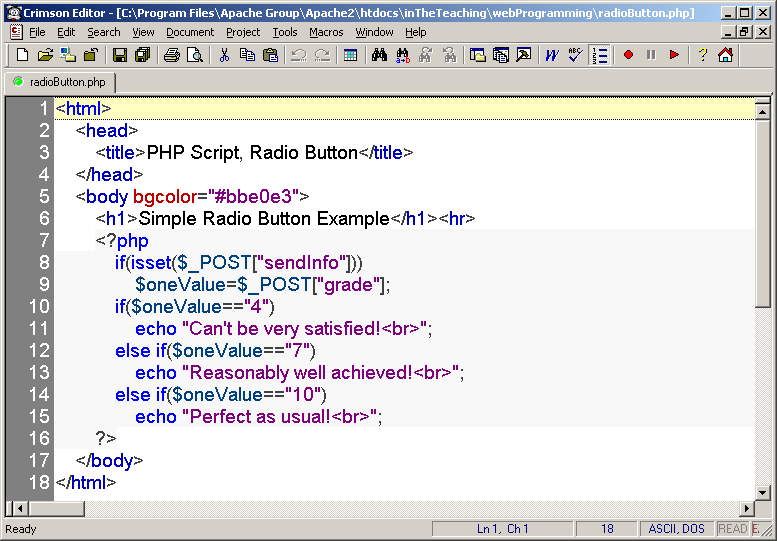 Crimson Editor - [C:\Program Files\Apache Group\Apache2\htdocs\inTheTeaching\webProgramming\radioButton.php]
File Edit Search View Document Project Tools Macros Window Help
radioButton.php
1 <html>
2 <head>
3 <title>PHP Script, Radio Button</title>
4 </head>
5 <body bgcolor="#bbe0e3">
6 <h1>Simple Radio Button Example</h1><hr>
7 <?php
8 if(isset($_POST["sendInfo"]))
9 $oneValue=$_POST["grade"];
10 if($oneValue=="4")
11 echo "Can't be very satisfied!<br>";
12 else if($oneValue=="7")
13 echo "Reasonably well achieved!<br>";
14 else if($oneValue=="10")
15 echo "Perfect as usual!<br>";
16 ?>
17 </body>
18 </html>
Ready Ln 1, Ch 1 18 ASCII, DOS READ